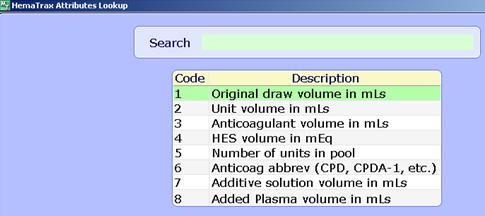 HemaTrax Attributes Lookup
Search
Code Description
1 Original draw volume in mLs
2 Unit volume in mLs
3 Anticoagulant volume in mLs
4 HES volume in mEq
5 Number of units in pool
6 Anticoag abbrev (CPD, CPDA-1, etc.)
7 Additive solution volume in mLs
8 Added Plasma volume in mLs